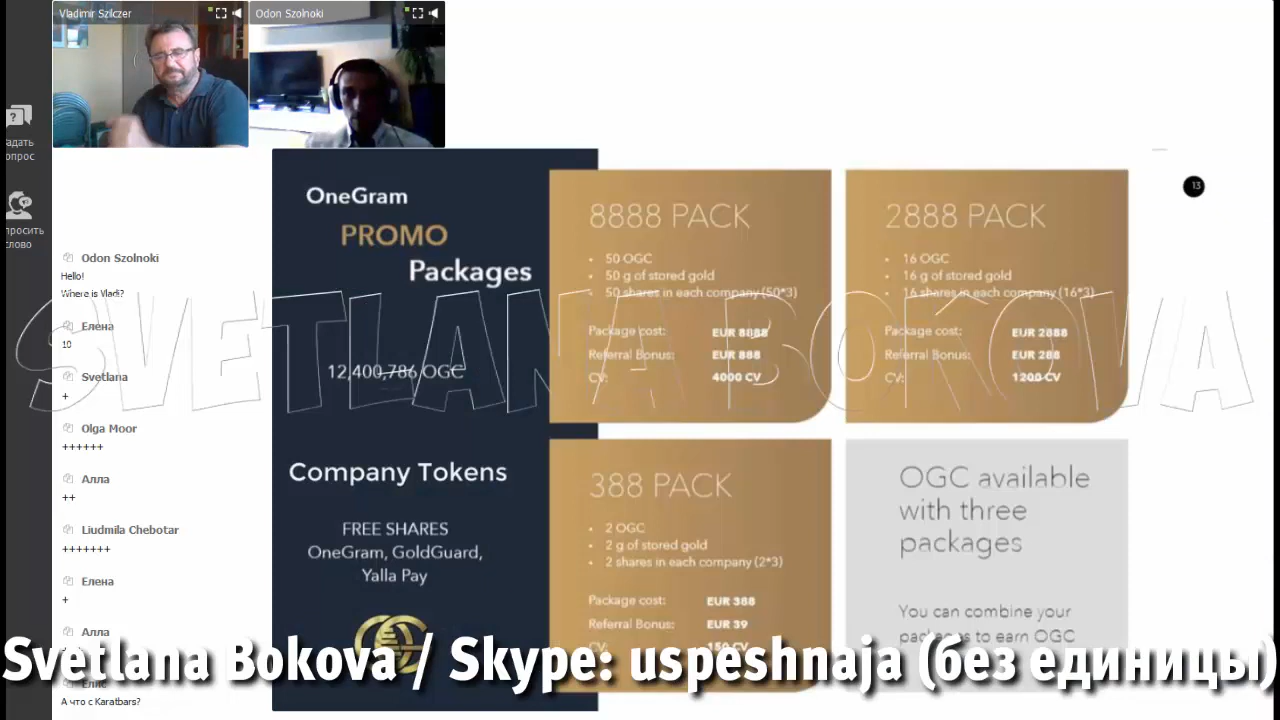 Vladimir Szilczer
Odon Szolnoki
адать
опрос
просить
слово
Odon Szolnoki
Hello!
Where is Vladi?
Елена
10
Svetlana
+
Olga Moor
++++++
Алла
++
Liudmila Chebotar
+++++++
Елена
+
Алла
А что с Karatbars?
OneGram
PROMO
Packages
12,400,786 OGC
Company Tokens
FREE SHARES
OneGram, GoldGuard,
Yalla Pay
8888 PACK
• 50 OGC
• 50 g of stored gold
• 50 shares in each company (50*3)
Package cost: EUR 8888
Referral Bonus: EUR 888
CV: 4000 CV
2888 PACK
• 16 OGC
• 16 g of stored gold
• 16 shares in each company (16*3)
Package cost: EUR 2888
Referral Bonus: EUR 288
CV: 1200 CV
388 PACK
• 2 OGC
• 2 g of stored gold
• 2 shares in each company (2*3)
Package cost: EUR 388
Referral Bonus: EUR 39
CV: 150 CV
OGC available
with three
packages
You can combine your
packages to earn OGC
13
SVETLANA BOKOVA
Svetlana Bokova / Skype: uspeshnaja (без единицы)